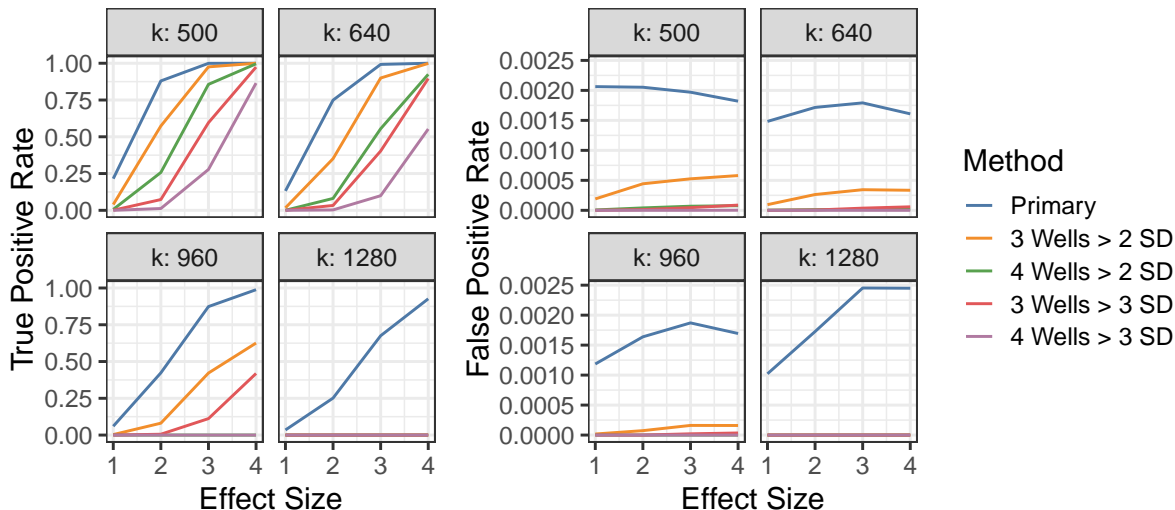 k: 500
k: 640
k: 500
k: 640
True Positive Rate
1.00
0.75
0.50
0.25
0.00
False Positive Rate
0.0025
0.0020
0.0015
0.0010
0.0005
0.0000
k: 960
k: 1280
k: 960
k: 1280
1.00
0.75
0.50
0.25
0.00
0.0025
0.0020
0.0015
0.0010
0.0005
0.0000
1 2 3 4
1 2 3 4
1 2 3 4
1 2 3 4
Effect Size
Effect Size
Method
Primary
3 Wells > 2 SD
4 Wells > 2 SD
3 Wells > 3 SD
4 Wells > 3 SD